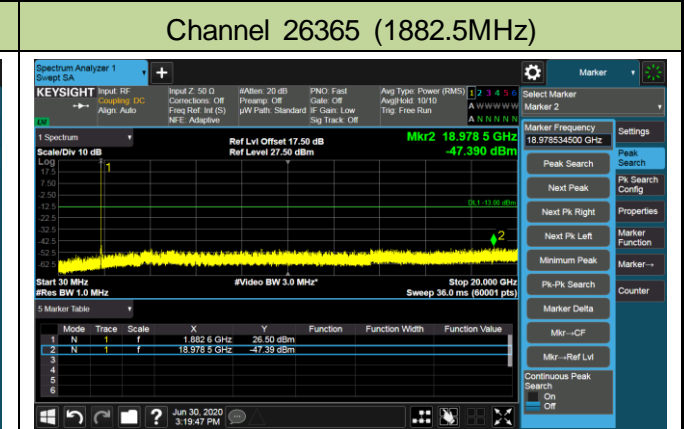 Channel 26365 (1882.5MHz)
Spectrum Analyzer 1
Swept SA
Marker
KEYSIGHT Input: RF
Coupling: DC
Align: Auto
Input Z: 50 Ω
Corrections: Off
Freq Ref: Int (S)
NFE: Adaptive
#Atten: 20 dB
Preamp: Off
µW Path: Standard
PNO: Fast
Gate: Off
IF Gain: Low
Sig Track: Off
Avg Type: Power (RMS)
Avg|Hold: 10/10
Trig: Free Run
1 2 3 4 5 6
A W W W W W
A N N N N N
LV
Select Marker
Marker 2
1 Spectrum
Scale/Div 10 dB
Ref Lvl Offset 17.50 dB
Ref Level 27.50 dBm
Mkr2 18.978 5 GHz
-47.390 dBm
Log
17.5
7.50
-2.50
-12.5
-22.5
-32.5
-42.5
-52.5
-62.5
1
DL1 -13.00 dBm
2
Start 30 MHz
#Res BW 1.0 MHz
#Video BW 3.0 MHz*
Stop 20.000 GHz
Sweep 36.0 ms (60001 pts)
5 Marker Table
Mode Trace Scale X Y Function Function Width Function Value
1 N 1 f 1.882 6 GHz 26.50 dBm
2 N 1 f 18.978 5 GHz -47.39 dBm
3
4
5
6
Marker Frequency
18.978534500 GHz
Peak Search
Next Peak
Next Pk Right
Next Pk Left
Minimum Peak
Pk-Pk Search
Marker Delta
Mkr→CF
Mkr→Ref Lvl
Continuous Peak
Search
On
Off
Settings
Peak
Search
Pk Search
Config
Properties
Marker
Function
Marker→
Counter
?
Jun 30, 2020
3:19:47 PM